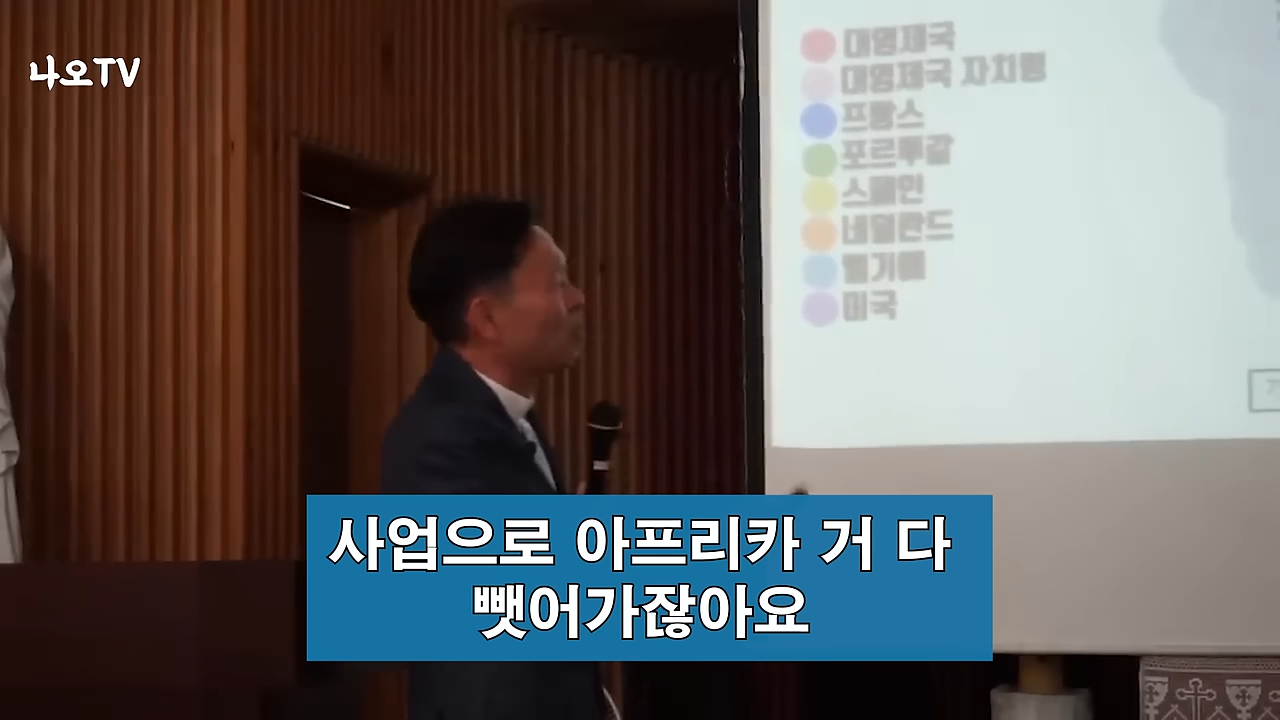 나오TV
대영제국
대영제국 자치령
프랑스
포르투갈
스페인
네덜란드
벨기에
미국
사업으로 아프리카 거 다
뺏어가잖아요